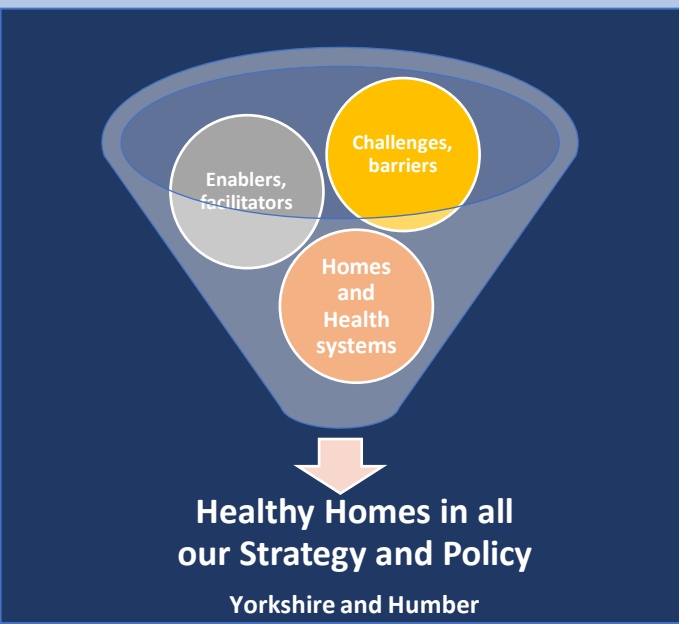 Challenges,
barriers
Enablers,
facilitators
Homes
and
Health
systems
Healthy Homes in all
our Strategy and Policy
Yorkshire and Humber